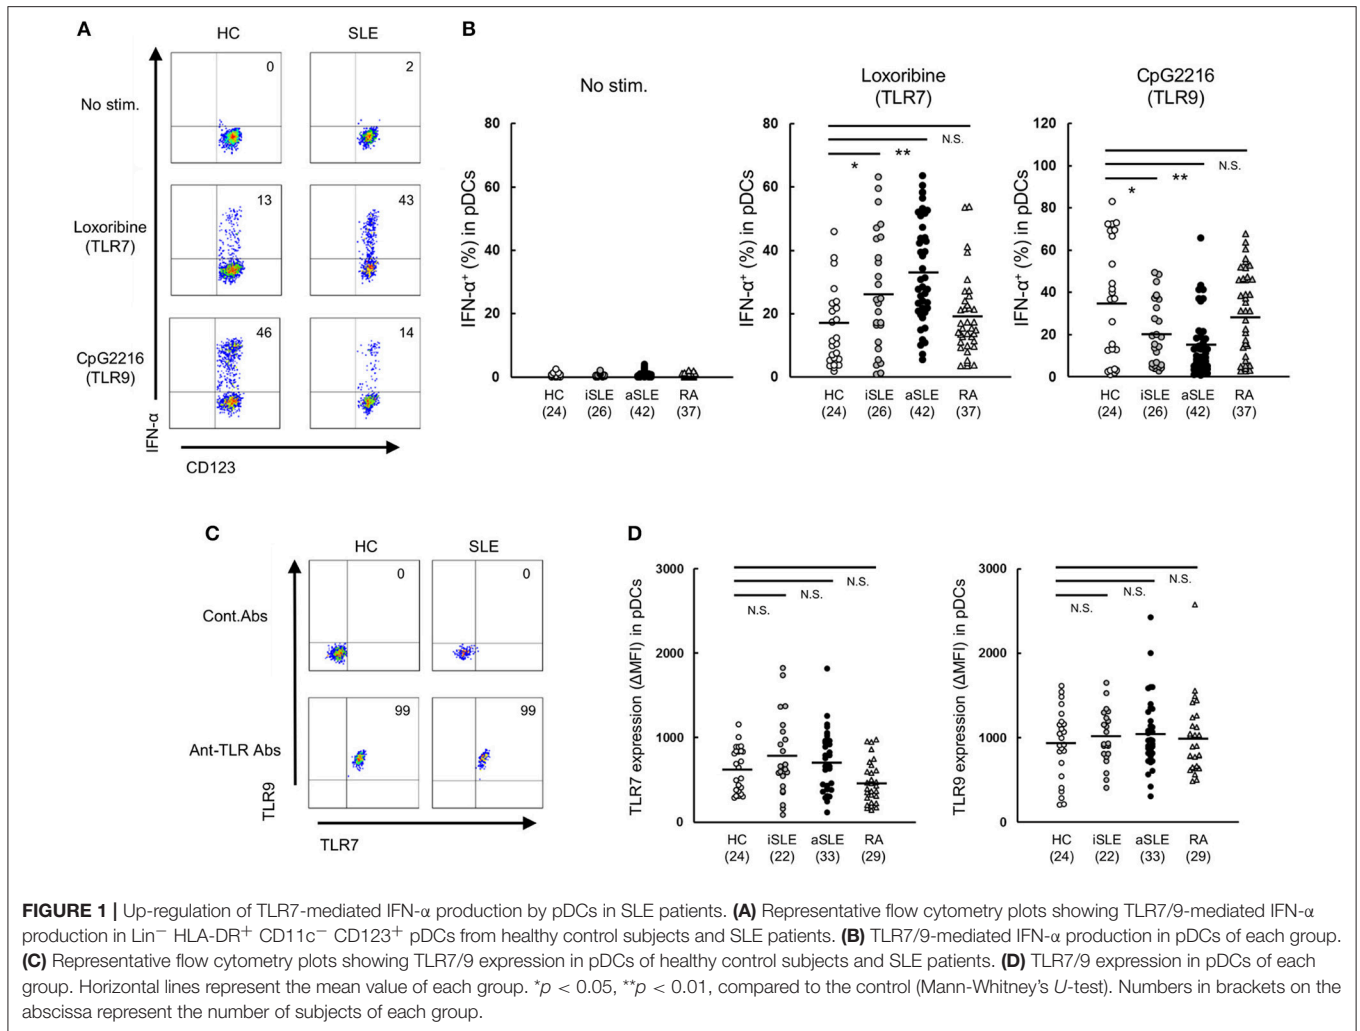 A
HC
SLE
No stim.
0
2
Loxoribine
(TLR7)
13
43
CpG2216
(TLR9)
46
14
IFN-α
CD123
B
No stim.
IFN-α⁺ (%) in pDCs
80
60
40
20
0
HC
(24)
iSLE
(26)
aSLE
(42)
RA
(37)
Loxoribine
(TLR7)
IFN-α⁺ (%) in pDCs
80
60
40
20
0
N.S.
**
*
HC
(24)
iSLE
(26)
aSLE
(42)
RA
(37)
CpG2216
(TLR9)
IFN-α⁺ (%) in pDCs
120
100
80
60
40
20
0
N.S.
**
*
HC
(24)
iSLE
(26)
aSLE
(42)
RA
(37)
C
HC
SLE
Cont.Abs
0
0
Ant-TLR Abs
99
99
TLR9
TLR7
D
TLR7 expression (ΔMFI) in pDCs
3000
2000
1000
0
N.S.
N.S.
N.S.
HC
(24)
iSLE
(22)
aSLE
(33)
RA
(29)
TLR9 expression (ΔMFI) in pDCs
3000
2000
1000
0
N.S.
N.S.
N.S.
HC
(24)
iSLE
(22)
aSLE
(33)
RA
(29)
FIGURE 1 | Up-regulation of TLR7-mediated IFN-α production by pDCs in SLE patients. (A) Representative flow cytometry plots showing TLR7/9-mediated IFN-α
production in Lin⁻ HLA-DR⁺ CD11c⁻ CD123⁺ pDCs from healthy control subjects and SLE patients. (B) TLR7/9-mediated IFN-α production in pDCs of each group.
(C) Representative flow cytometry plots showing TLR7/9 expression in pDCs of healthy control subjects and SLE patients. (D) TLR7/9 expression in pDCs of each
group. Horizontal lines represent the mean value of each group. *p < 0.05, **p < 0.01, compared to the control (Mann-Whitney's U-test). Numbers in brackets on the
abscissa represent the number of subjects of each group.